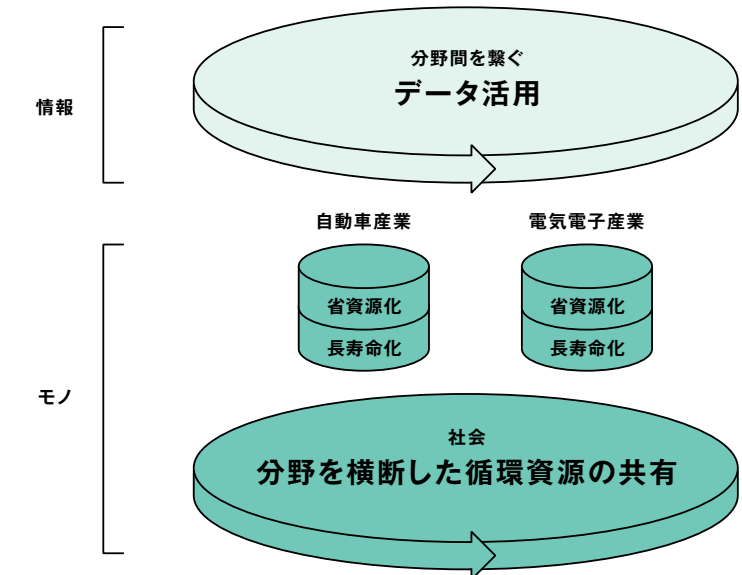 分野間を繋ぐ
データ活用
情報
自動車産業
電気電子産業
省資源化
長寿命化
省資源化
長寿命化
モノ
社会
分野を横断した循環資源の共有